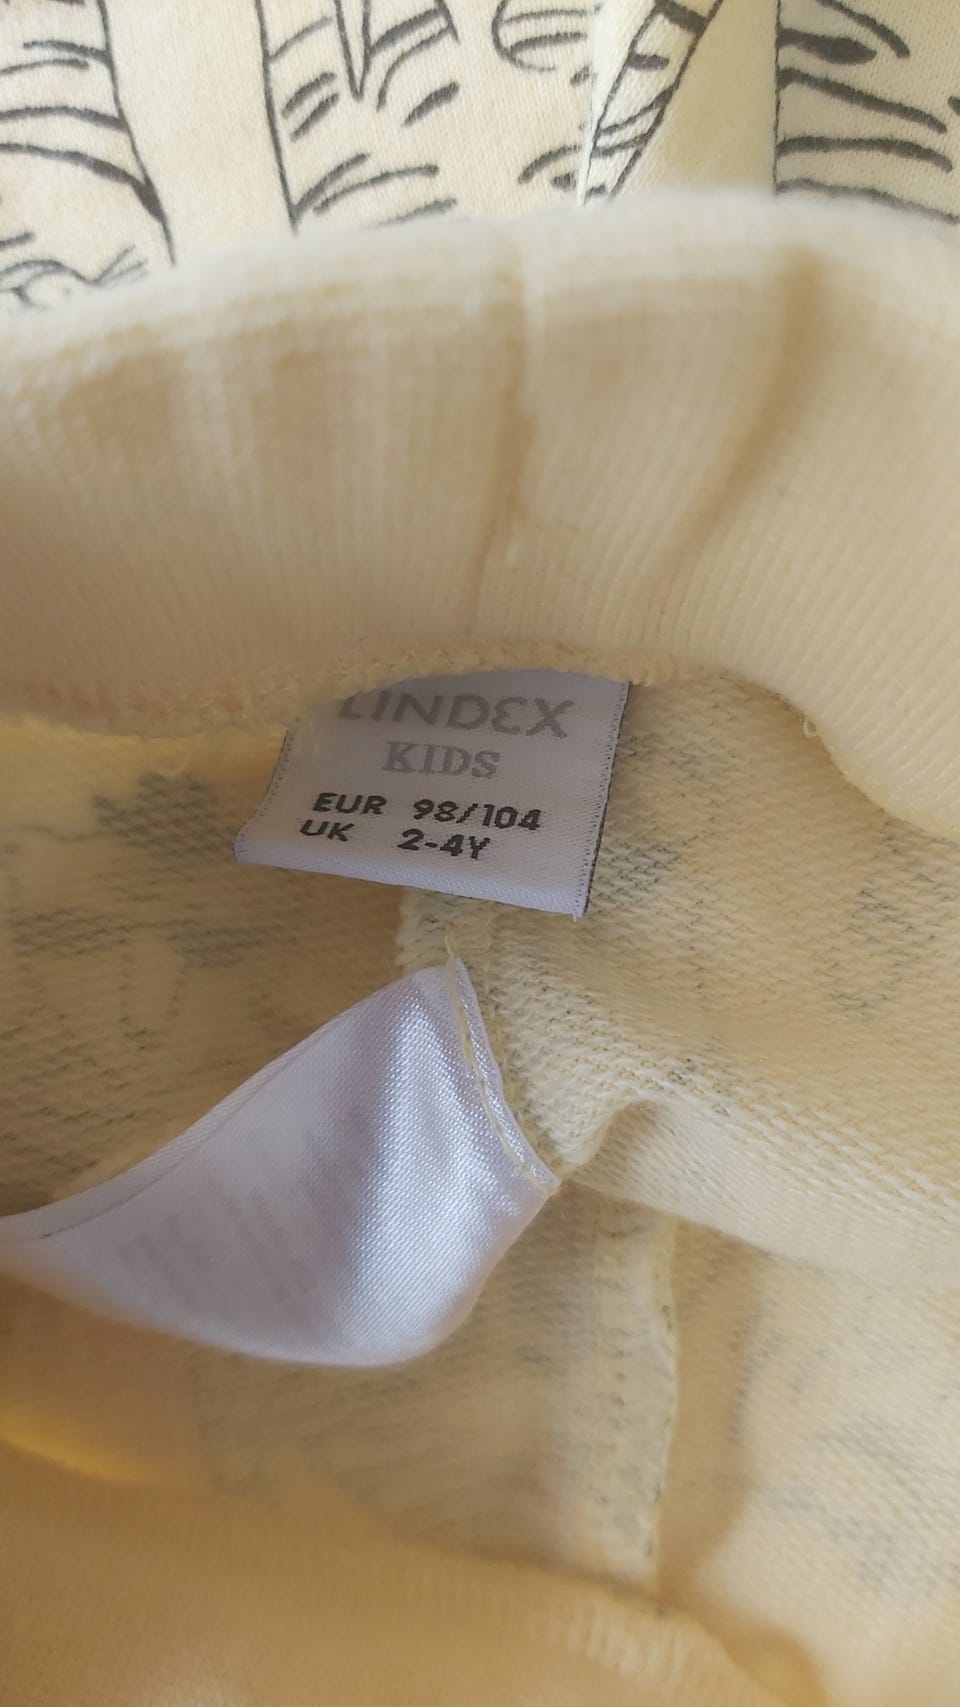 LINDEX
KIDS
EUR 98/104
UK 2-4Y